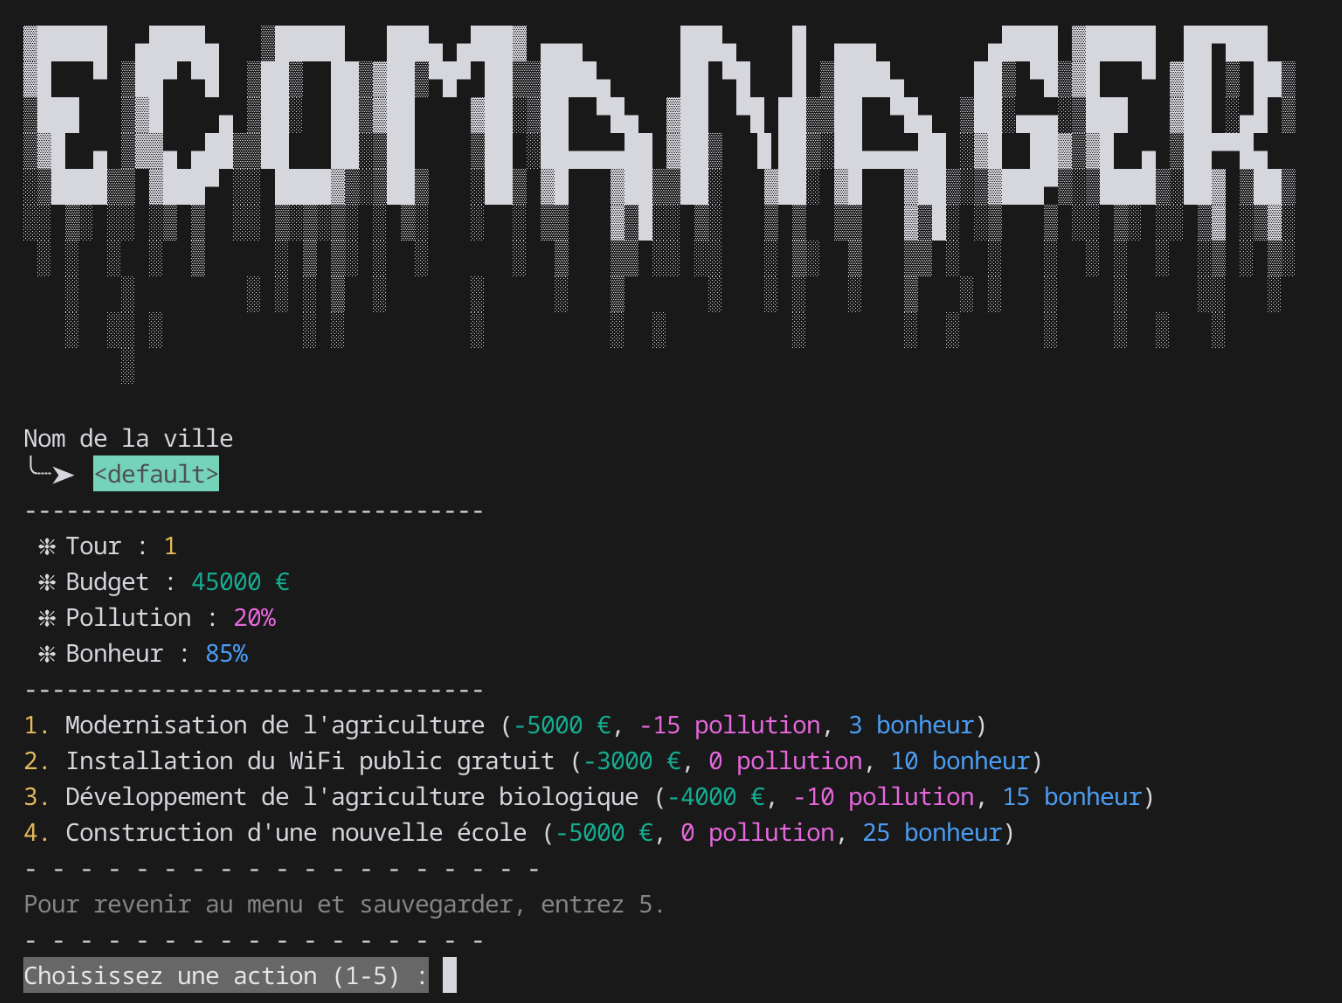 ECOMANAGER
Nom de la ville
╰┈➤ <default>
---------------------------------
❉ Tour : 1
❉ Budget : 45000 €
❉ Pollution : 20%
❉ Bonheur : 85%
---------------------------------
1. Modernisation de l'agriculture (-5000 €, -15 pollution, 3 bonheur)
2. Installation du WiFi public gratuit (-3000 €, 0 pollution, 10 bonheur)
3. Développement de l'agriculture biologique (-4000 €, -10 pollution, 15 bonheur)
4. Construction d'une nouvelle école (-5000 €, 0 pollution, 25 bonheur)
- - - - - - - - - - - - - - - - - - -
Pour revenir au menu et sauvegarder, entrez 5.
- - - - - - - - - - - - - - - - -
Choisissez une action (1-5) :